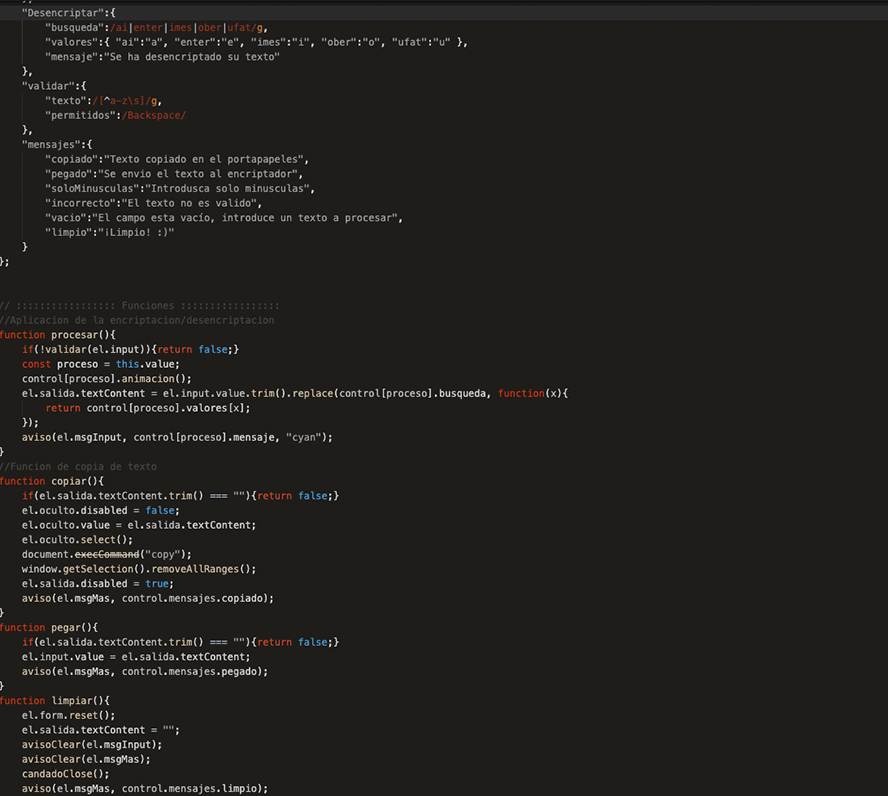 "Desencriptar":{
"busqueda":/ai|enter|imes|ober|ufat/g,
"valores":{ "ai":"a", "enter":"e", "imes":"i", "ober":"o", "ufat":"u" },
"mensaje":"Se ha desencriptado su texto"
},
"validar":{
"texto":/[^a-z\s]/g,
"permitidos":/Backspace/
},
"mensajes":{
"copiado":"Texto copiado en el portapapeles",
"pegado":"Se envio el texto al encriptador",
"soloMinusculas":"Introdusca solo minusculas",
"incorrecto":"El texto no es valido",
"vacio":"El campo esta vacío, introduce un texto a procesar",
"limpio":"¡Limpio! :)"
}
};
// ::::::::::::::::: Funciones :::::::::::::::::
//Aplicacion de la encriptacion/desencriptacion
function procesar(){
if(!validar(el.input)){return false;}
const proceso = this.value;
control[proceso].animacion();
el.salida.textContent = el.input.value.trim().replace(control[proceso].busqueda, function(x){
return control[proceso].valores[x];
});
aviso(el.msgInput, control[proceso].mensaje, "cyan");
}
//Funcion de copia de texto
function copiar(){
if(el.salida.textContent.trim() === ""){return false;}
el.oculto.disabled = false;
el.oculto.value = el.salida.textContent;
el.oculto.select();
document.execCommand("copy");
window.getSelection().removeAllRanges();
el.salida.disabled = true;
aviso(el.msgMas, control.mensajes.copiado);
}
function pegar(){
if(el.salida.textContent.trim() === ""){return false;}
el.input.value = el.salida.textContent;
aviso(el.msgMas, control.mensajes.pegado);
}
function limpiar(){
el.form.reset();
el.salida.textContent = "";
avisoClear(el.msgInput);
avisoClear(el.msgMas);
candadoClose();
aviso(el.msgMas, control.mensajes.limpio);